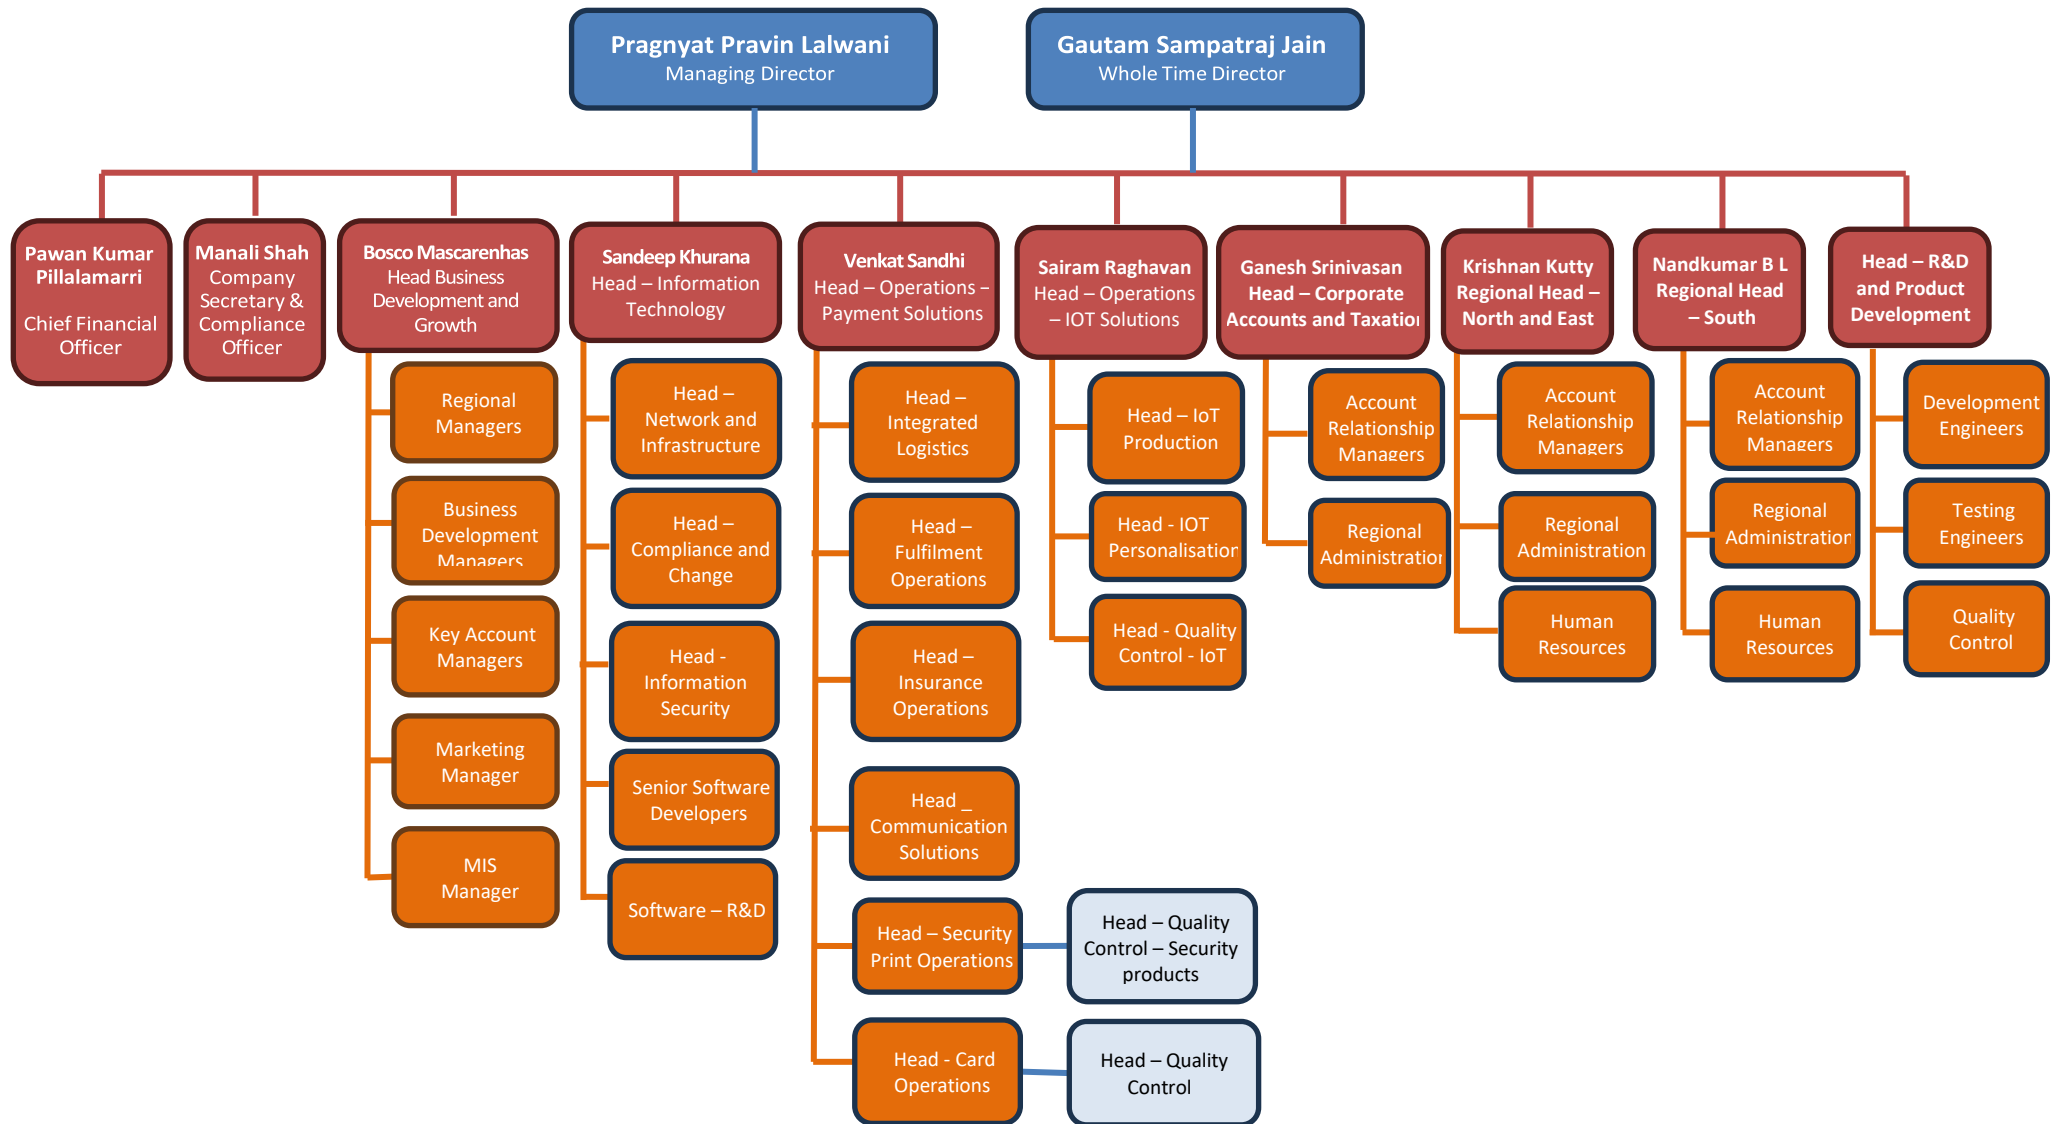 Pragnyat Pravin Lalwani
Managing Director
Gautam Sampatraj Jain
Whole Time Director
Pawan Kumar
Pillalamarri
Chief Financial
Officer
Manali Shah
Company
Secretary &
Compliance
Officer
Bosco Mascarenhas
Head Business
Development and
Growth
Sandeep Khurana
Head – Information
Technology
Venkat Sandhi
Head – Operations –
Payment Solutions
Sairam Raghavan
Head – Operations
– IOT Solutions
Ganesh Srinivasan
Head – Corporate
Accounts and Taxation
Krishnan Kutty
Regional Head –
North and East
Nandkumar B L
Regional Head
– South
Head – R&D
and Product
Development
Regional
Managers
Business
Development
Managers
Key Account
Managers
Marketing
Manager
MIS
Manager
Head –
Network and
Infrastructure
Head –
Compliance and
Change
Head -
Information
Security
Senior Software
Developers
Software – R&D
Head –
Integrated
Logistics
Head –
Fulfilment
Operations
Head –
Insurance
Operations
Head _
Communication
Solutions
Head – Security
Print Operations
Head – Quality
Control – Security
products
Head - Card
Operations
Head – Quality
Control
Head – IoT
Production
Head - IOT
Personalisation
Head - Quality
Control - IoT
Account
Relationship
Managers
Regional
Administration
Account
Relationship
Managers
Regional
Administration
Human
Resources
Account
Relationship
Managers
Regional
Administration
Human
Resources
Development
Engineers
Testing
Engineers
Quality
Control